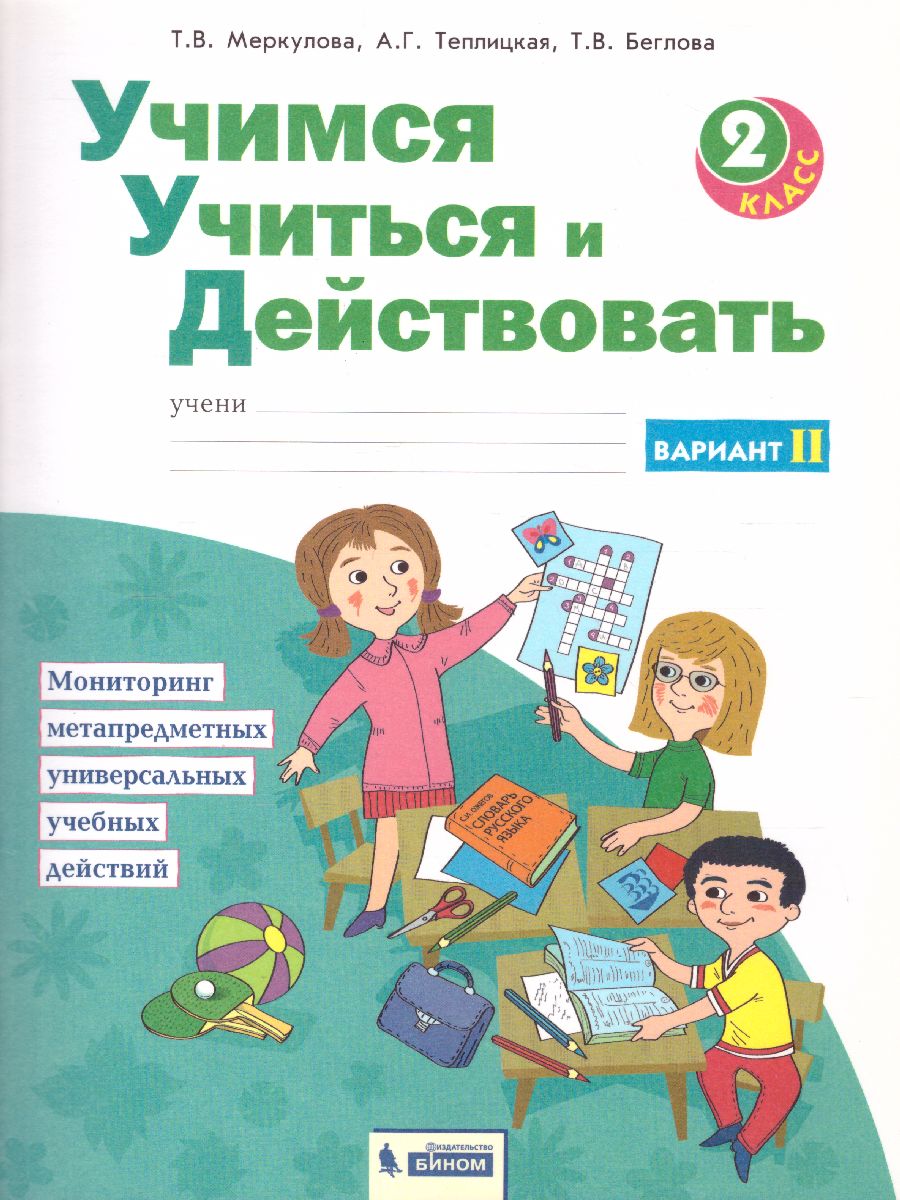 Т.В. Меркулова, А.Г. Теплицкая, Т.В. Беглова
Учимся
Учиться и
Действовать
2
КЛАСС
учени
ВАРИАНТ II
Мониторинг
метапредметных
универсальных
учебных
действий
С.И. ОЖЕГОВ
СЛОВАРЬ
РУССКОГО
ЯЗЫКА
ИЗДАТЕЛЬСТВО
БИНОМ